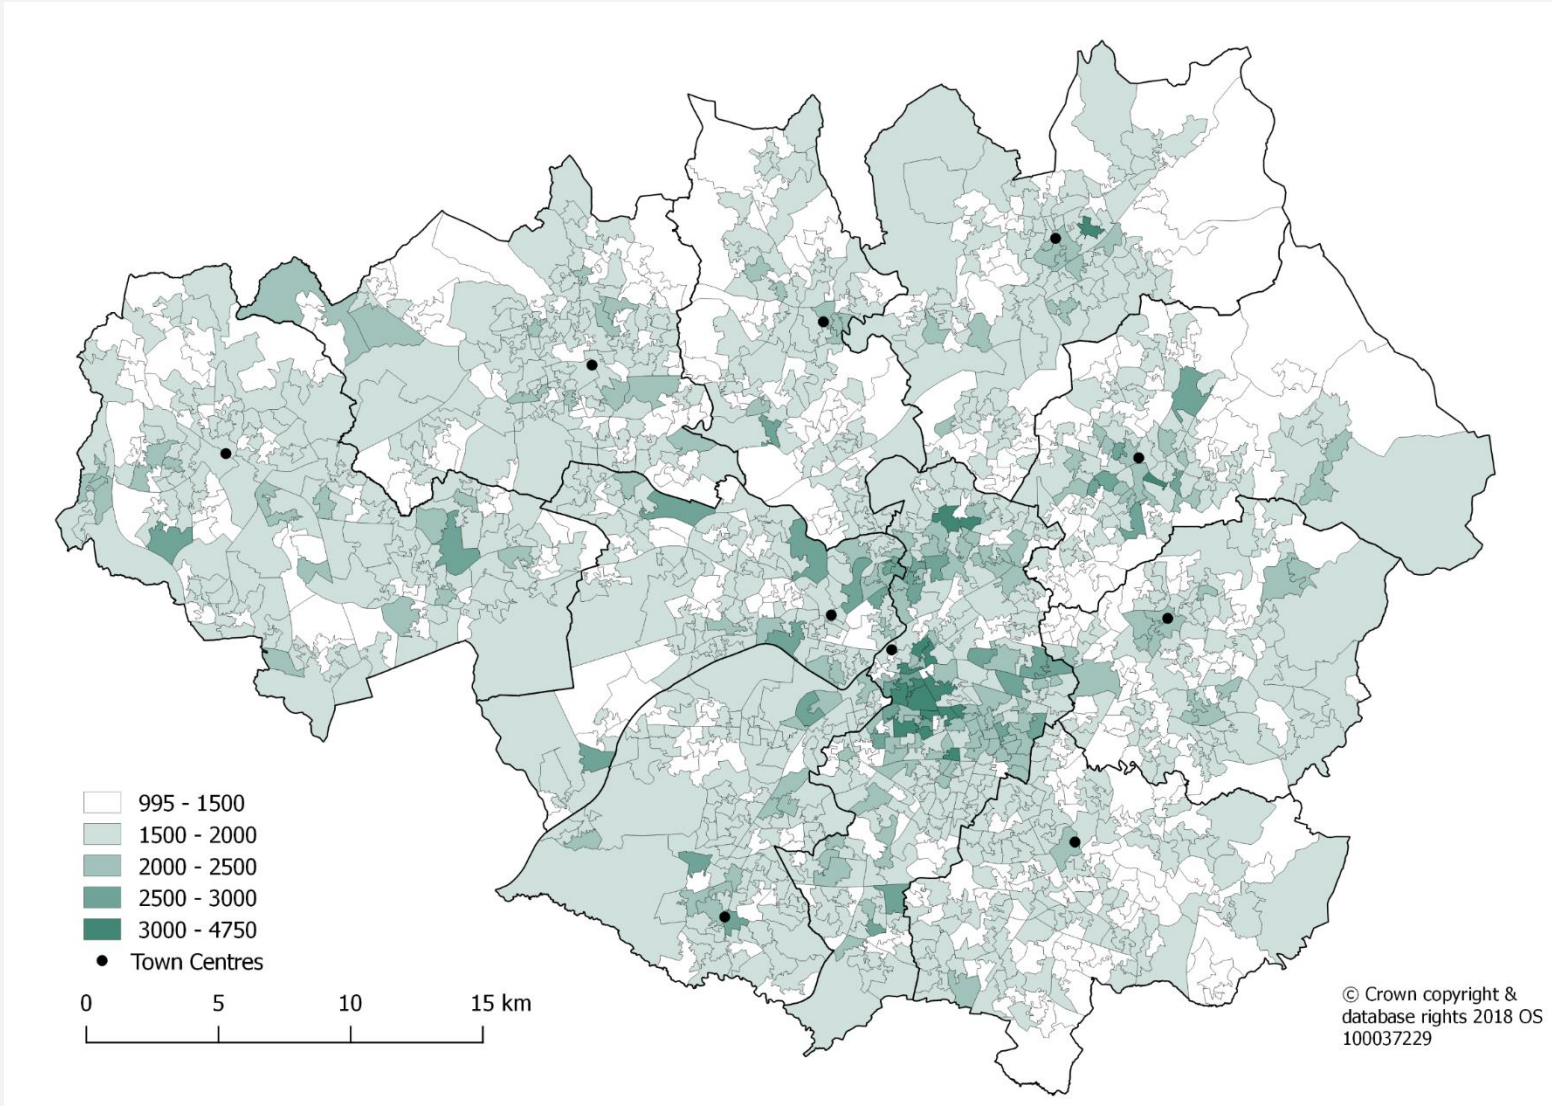 995 - 1500
1500 - 2000
2000 - 2500
2500 - 3000
3000 - 4750
Town Centres
0 5 10 15 km
© Crown copyright &
database rights 2018 OS
100037229